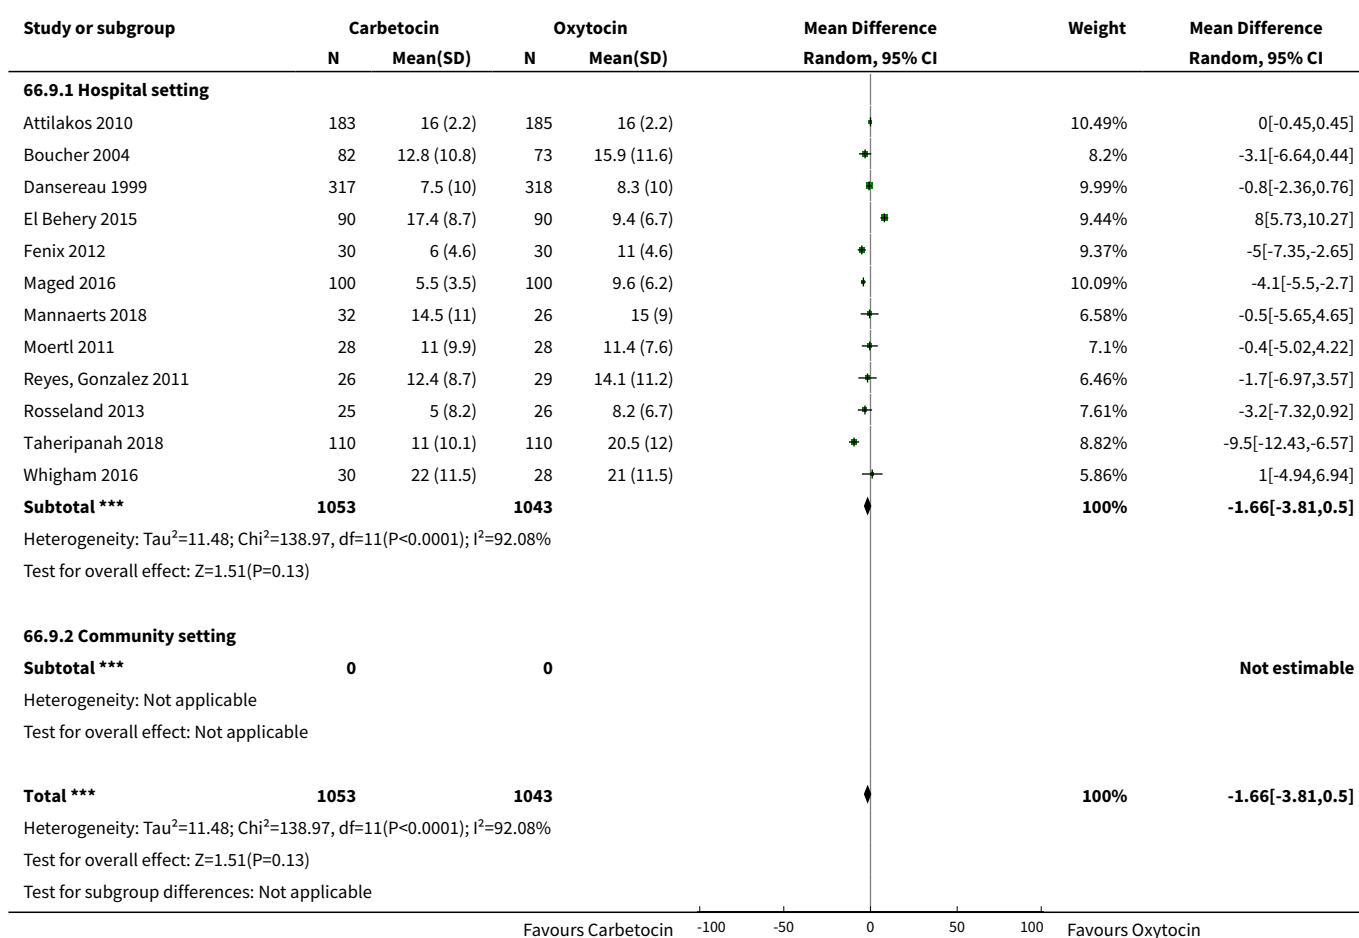 Study or subgroup Carbetocin Oxytocin Mean Difference Weight Mean Difference
N Mean(SD) N Mean(SD) Random, 95% CI Random, 95% CI
66.9.1 Hospital setting
Attilakos 2010 183 16 (2.2) 185 16 (2.2) 10.49% 0[-0.45,0.45]
Boucher 2004 82 12.8 (10.8) 73 15.9 (11.6) 8.2% -3.1[-6.64,0.44]
Dansereau 1999 317 7.5 (10) 318 8.3 (10) 9.99% -0.8[-2.36,0.76]
El Behery 2015 90 17.4 (8.7) 90 9.4 (6.7) 9.44% 8[5.73,10.27]
Fenix 2012 30 6 (4.6) 30 11 (4.6) 9.37% -5[-7.35,-2.65]
Maged 2016 100 5.5 (3.5) 100 9.6 (6.2) 10.09% -4.1[-5.5,-2.7]
Mannaerts 2018 32 14.5 (11) 26 15 (9) 6.58% -0.5[-5.65,4.65]
Moertl 2011 28 11 (9.9) 28 11.4 (7.6) 7.1% -0.4[-5.02,4.22]
Reyes, Gonzalez 2011 26 12.4 (8.7) 29 14.1 (11.2) 6.46% -1.7[-6.97,3.57]
Rosseland 2013 25 5 (8.2) 26 8.2 (6.7) 7.61% -3.2[-7.32,0.92]
Taheripanah 2018 110 11 (10.1) 110 20.5 (12) 8.82% -9.5[-12.43,-6.57]
Whigham 2016 30 22 (11.5) 28 21 (11.5) 5.86% 1[-4.94,6.94]
Subtotal *** 1053 1043 100% -1.66[-3.81,0.5]
Heterogeneity: Tau²=11.48; Chi²=138.97, df=11(P<0.0001); I²=92.08%
Test for overall effect: Z=1.51(P=0.13)
66.9.2 Community setting
Subtotal *** 0 0 Not estimable
Heterogeneity: Not applicable
Test for overall effect: Not applicable
Total *** 1053 1043 100% -1.66[-3.81,0.5]
Heterogeneity: Tau²=11.48; Chi²=138.97, df=11(P<0.0001); I²=92.08%
Test for overall effect: Z=1.51(P=0.13)
Test for subgroup differences: Not applicable
Favours Carbetocin -100 -50 0 50 100 Favours Oxytocin